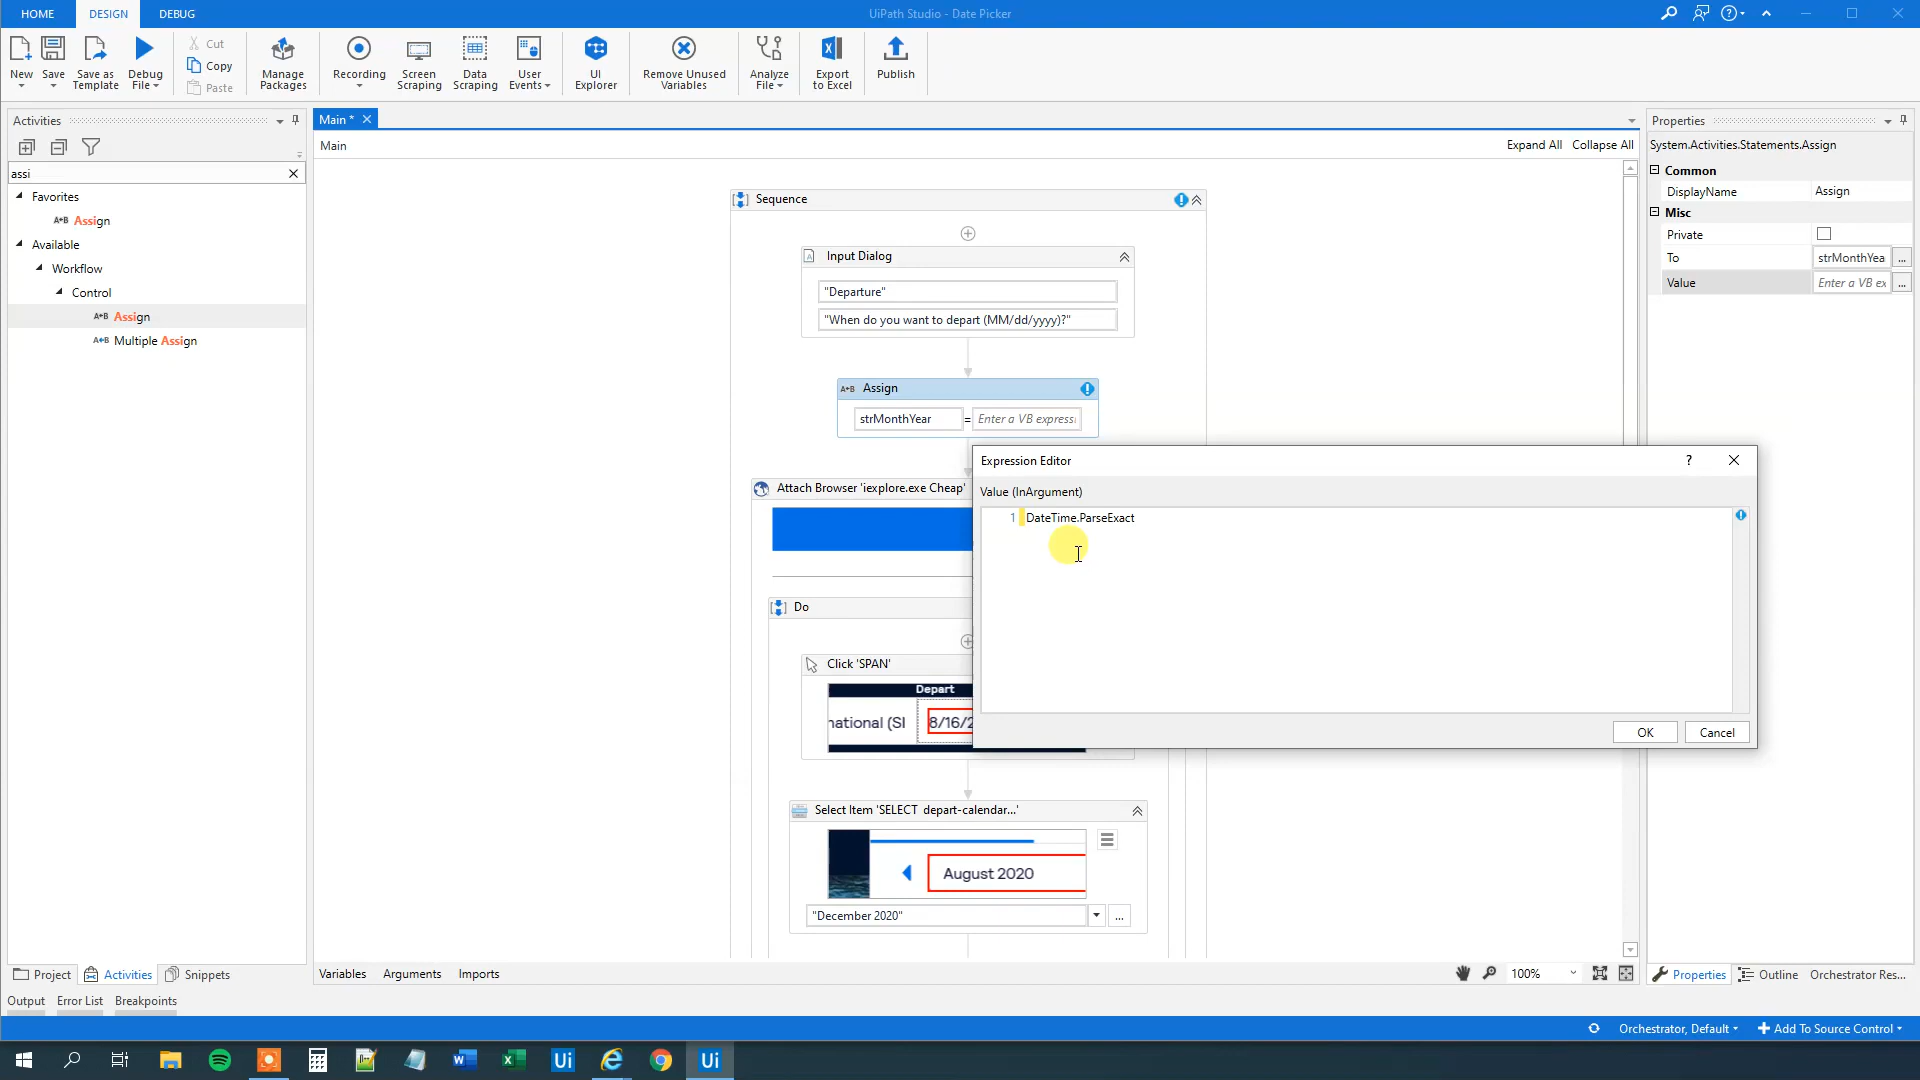 HOME
DESIGN
DEBUG
UiPath Studio - Date Picker
New
Save
Save as
Template
Debug
File
Cut
Copy
Paste
Manage
Packages
Recording
Screen
Scraping
Data
Scraping
User
Events
UI
Explorer
Remove Unused
Variables
Analyze
File
Export
to Excel
Publish
Activities
assi
Favorites
A+B Assign
Available
Workflow
Control
A+B Assign
A+B Multiple Assign
Main *
Main
Expand All
Collapse All
Sequence
Input Dialog
"Departure"
"When do you want to depart (MM/dd/yyyy)?"
A+B Assign
strMonthYear = Enter a VB express
Attach Browser 'iexplore.exe Cheap'
Do
Click 'SPAN'
Depart
national (SI
8/16/2
Select Item 'SELECT depart-calendar...'
August 2020
"December 2020"
...
Expression Editor
?
Value (InArgument)
1 DateTime.ParseExact
OK
Cancel
Properties
System.Activities.Statements.Assign
Common
DisplayName Assign
Misc
Private
To strMonthYea ...
Value Enter a VB ex ...
Project
Activities
Snippets
Variables
Arguments
Imports
100%
Properties
Outline
Orchestrator Res...
Output
Error List
Breakpoints
Orchestrator, Default
Add To Source Control
Ui
Ui